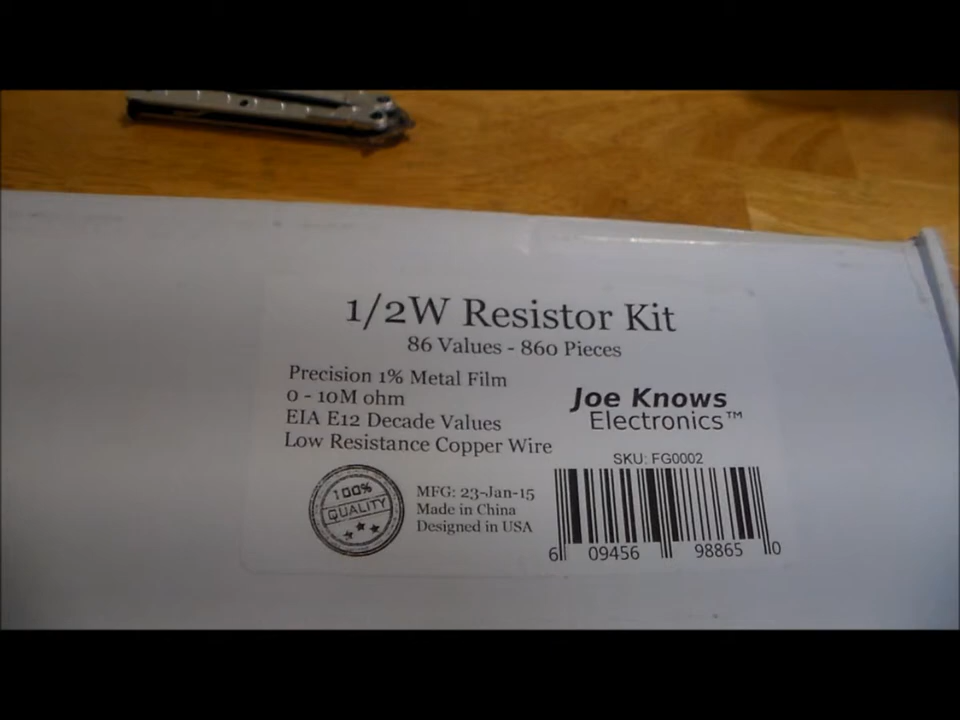 1/2W Resistor Kit
86 Values - 860 Pieces
Precision 1% Metal Film
0 - 10M ohm
EIA E12 Decade Values
Low Resistance Copper Wire
Joe Knows
Electronics™
SKU: FG0002
100%
QUALITY
MFG: 23-Jan-15
Made in China
Designed in USA
6 09456 98865 0